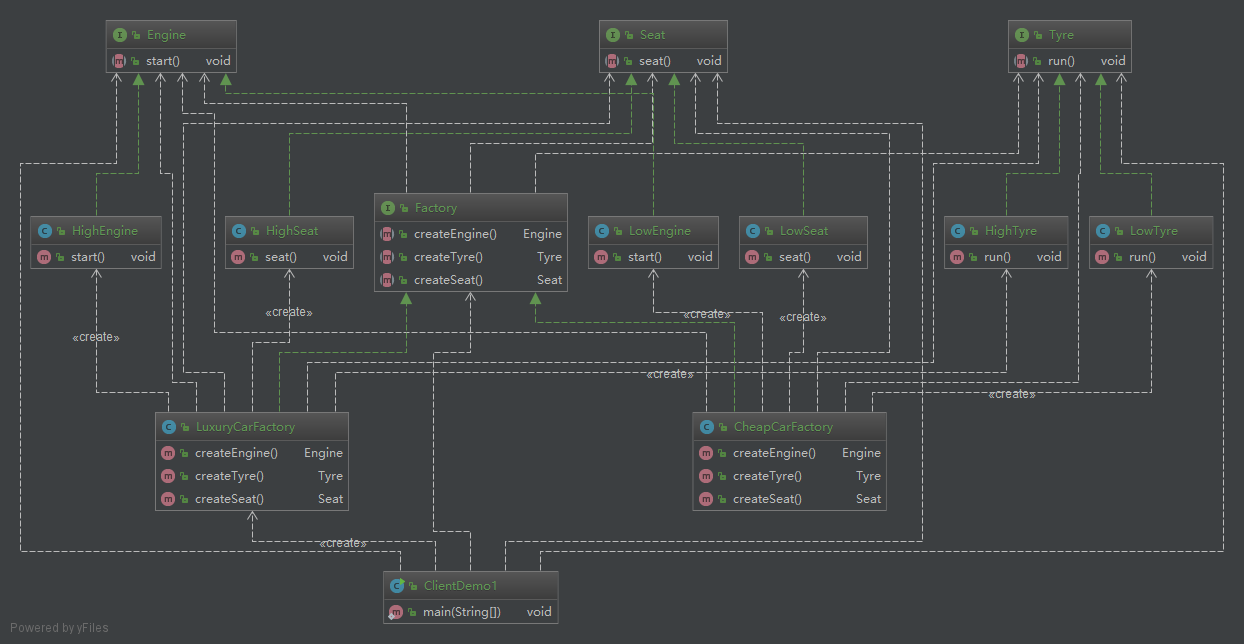 Engine
start() void
Seat
seat() void
Tyre
run() void
HighEngine
start() void
HighSeat
seat() void
Factory
createEngine() Engine
createTyre() Tyre
createSeat() Seat
LowEngine
start() void
LowSeat
seat() void
HighTyre
run() void
LowTyre
run() void
«create»
«create»
«create»
«create»
«create»
«create»
LuxuryCarFactory
createEngine() Engine
createTyre() Tyre
createSeat() Seat
CheapCarFactory
createEngine() Engine
createTyre() Tyre
createSeat() Seat
«create»
ClientDemo1
main(String[]) void
Powered by yFiles